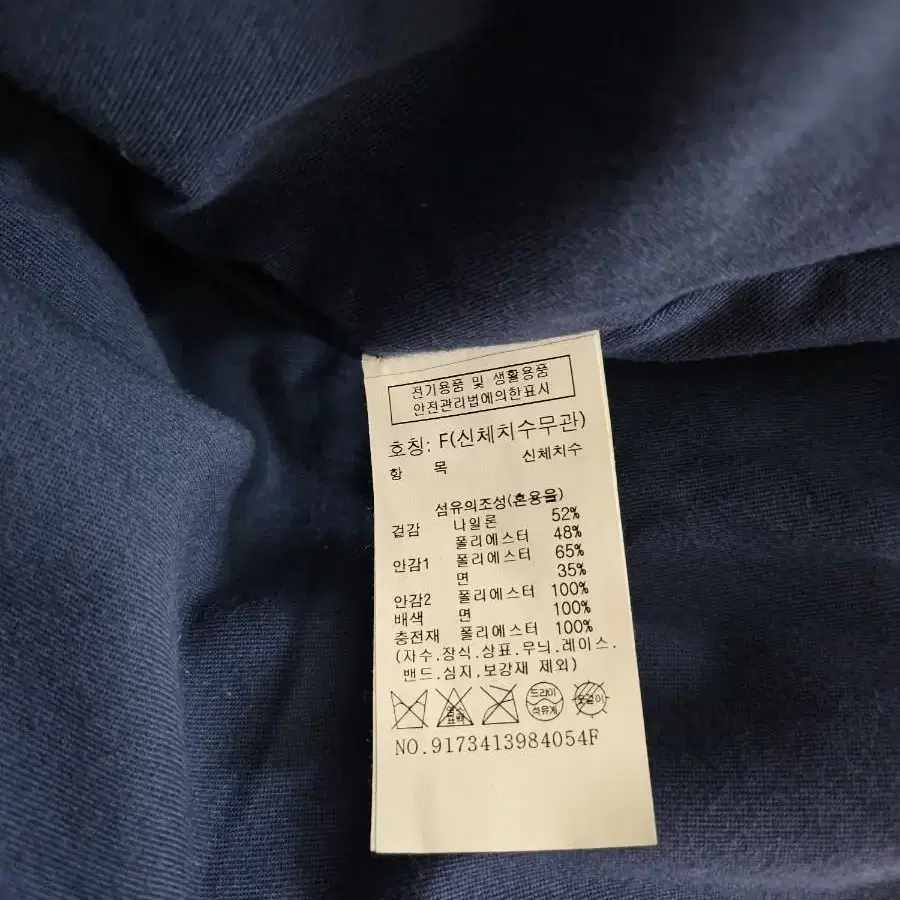 전기용품 및 생활용품
안전관리법에의한표시
호칭: F(신체치수무관)
항 목 신체치수
섬유의조성(혼용율)
겉감 나일론 52%
폴리에스터 48%
안감1 폴리에스터 65%
면 35%
안감2 폴리에스터 100%
배색 면 100%
충전재 폴리에스터 100%
(자수.장식.상표.무늬.레이스.
밴드.심지.보강재 제외)
드라이
석유계
NO.9173413984054F